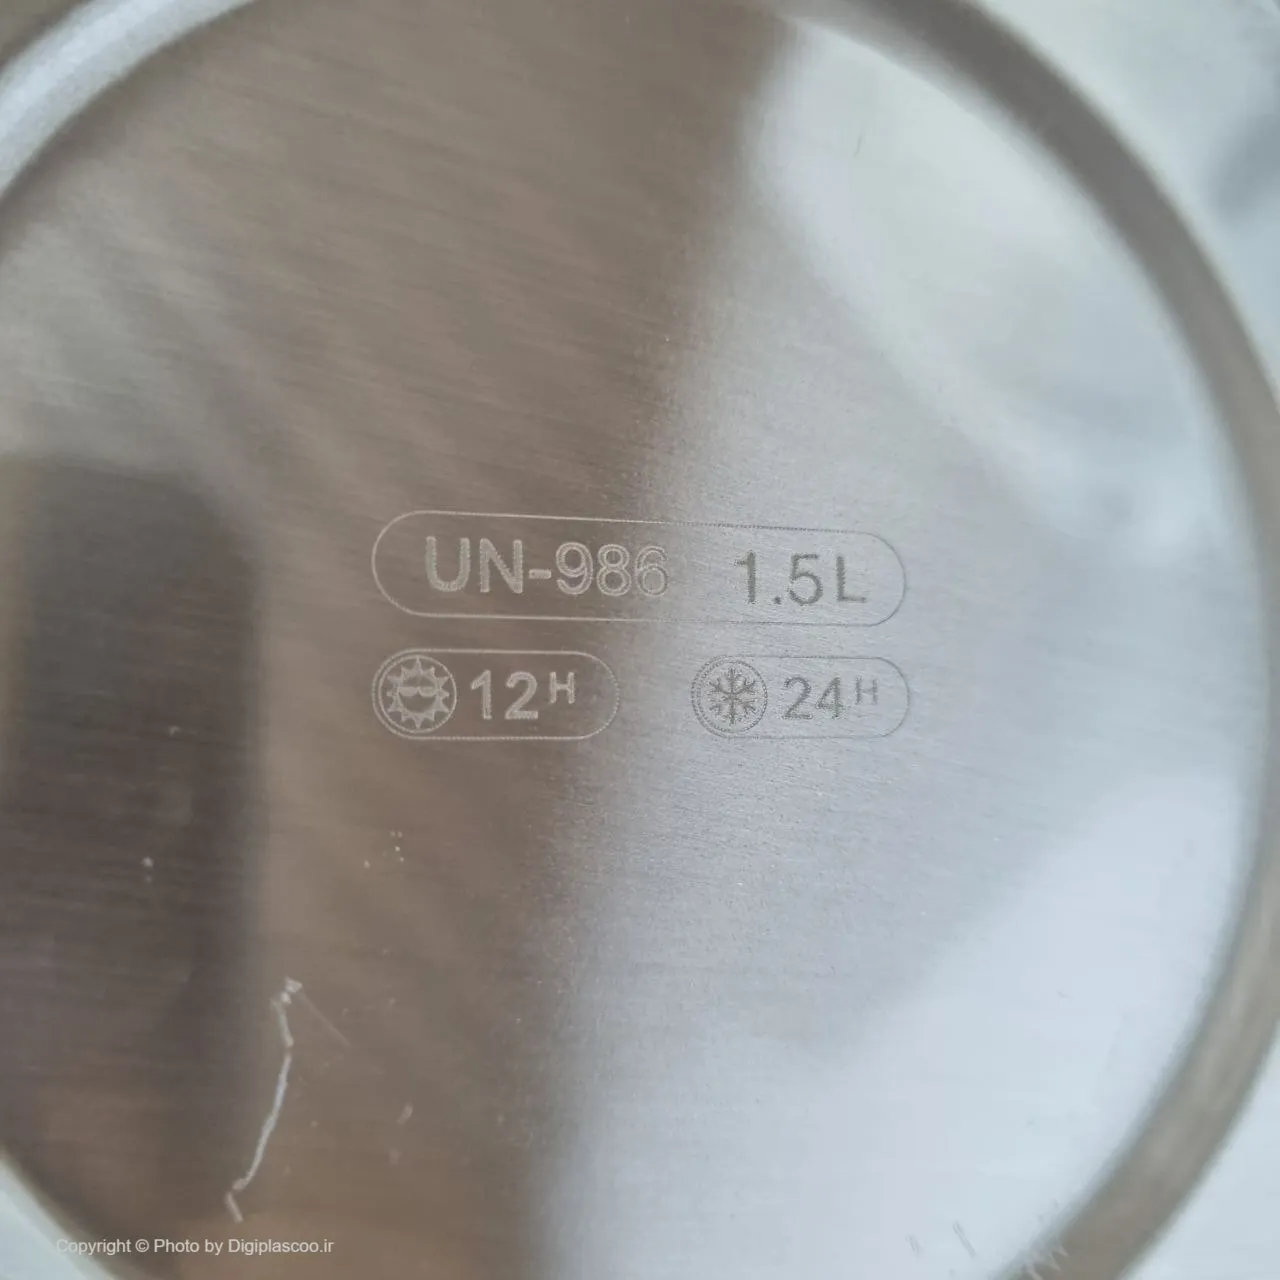 UN-986 1.5L
12H 24H
Copyright © Photo by Digiplascoo.ir